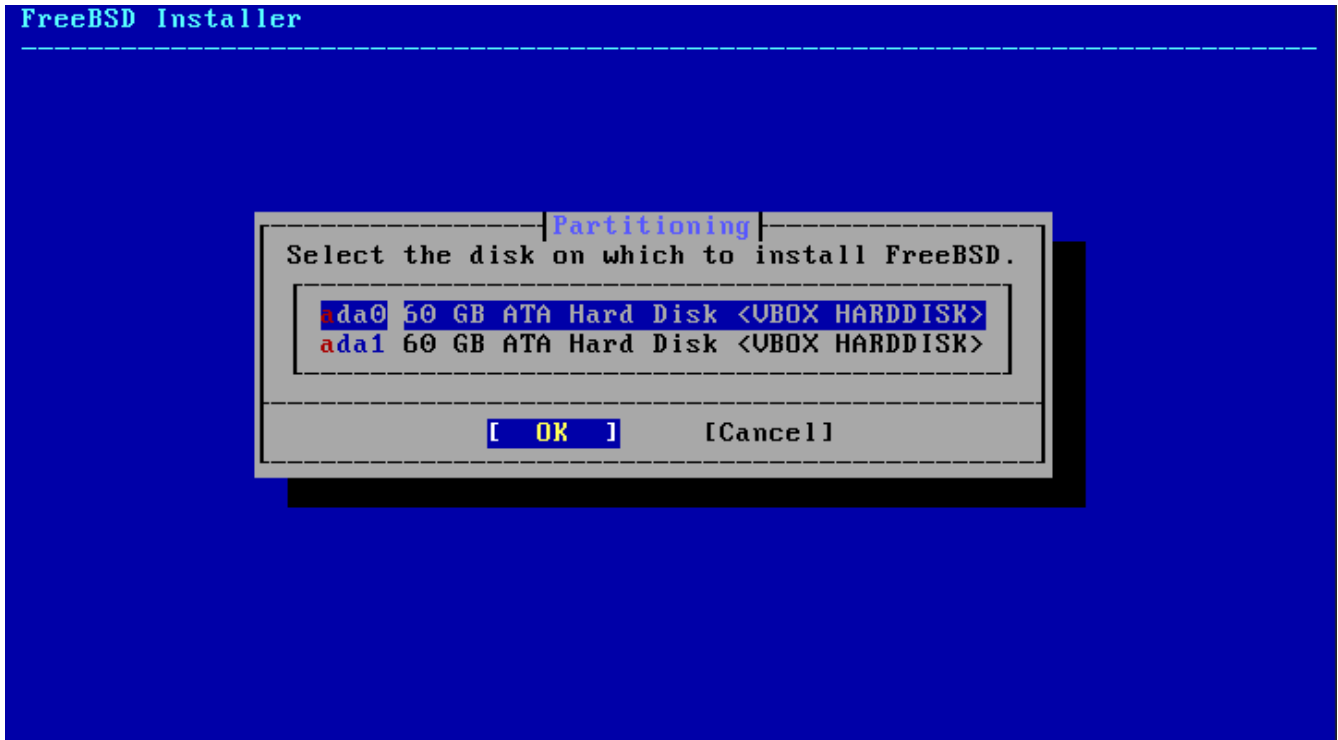 FreeBSD Installer
Partitioning
Select the disk on which to install FreeBSD.
ada0 60 GB ATA Hard Disk <VBOX HARDDISK>
ada1 60 GB ATA Hard Disk <VBOX HARDDISK>
[ OK ] [Cancel]